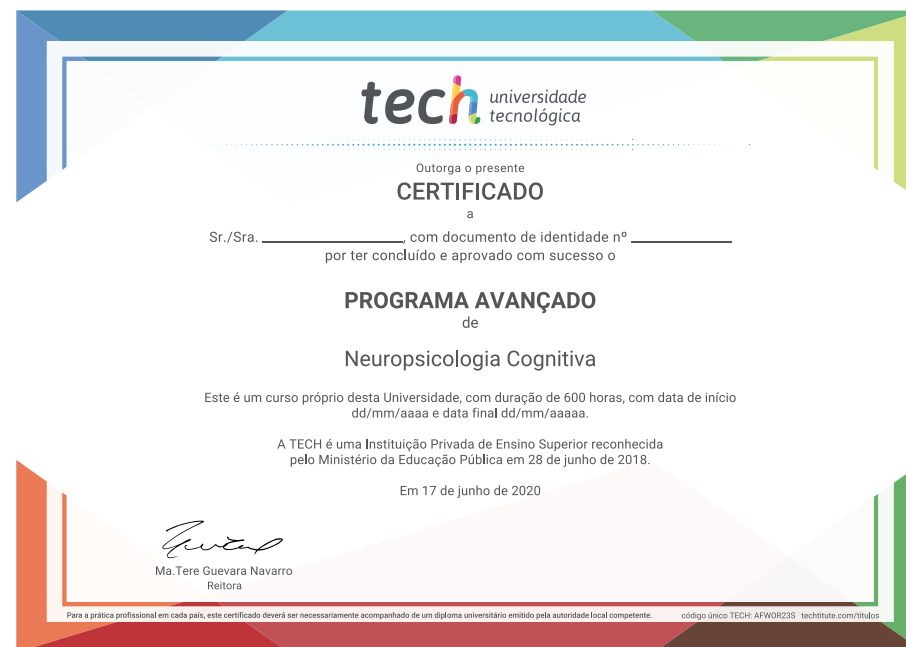 tech universidade
tecnológica
Outorga o presente
CERTIFICADO
a
Sr./Sra. ____________, com documento de identidade nº ____________
por ter concluído e aprovado com sucesso o
PROGRAMA AVANÇADO
de
Neuropsicologia Cognitiva
Este é um curso próprio desta Universidade, com duração de 600 horas, com data de início
dd/mm/aaaa e data final dd/mm/aaaaa.
A TECH é uma Instituição Privada de Ensino Superior reconhecida
pelo Ministério da Educação Pública em 28 de junho de 2018.
Em 17 de junho de 2020
Ma.Tere Guevara Navarro
Reitora
Para a prática profissional em cada país, este certificado deverá ser necessariamente acompanhado de um diploma universitário emitido pela autoridade local competente. código único TECH: AFWOR23S techtitute.com/titulos